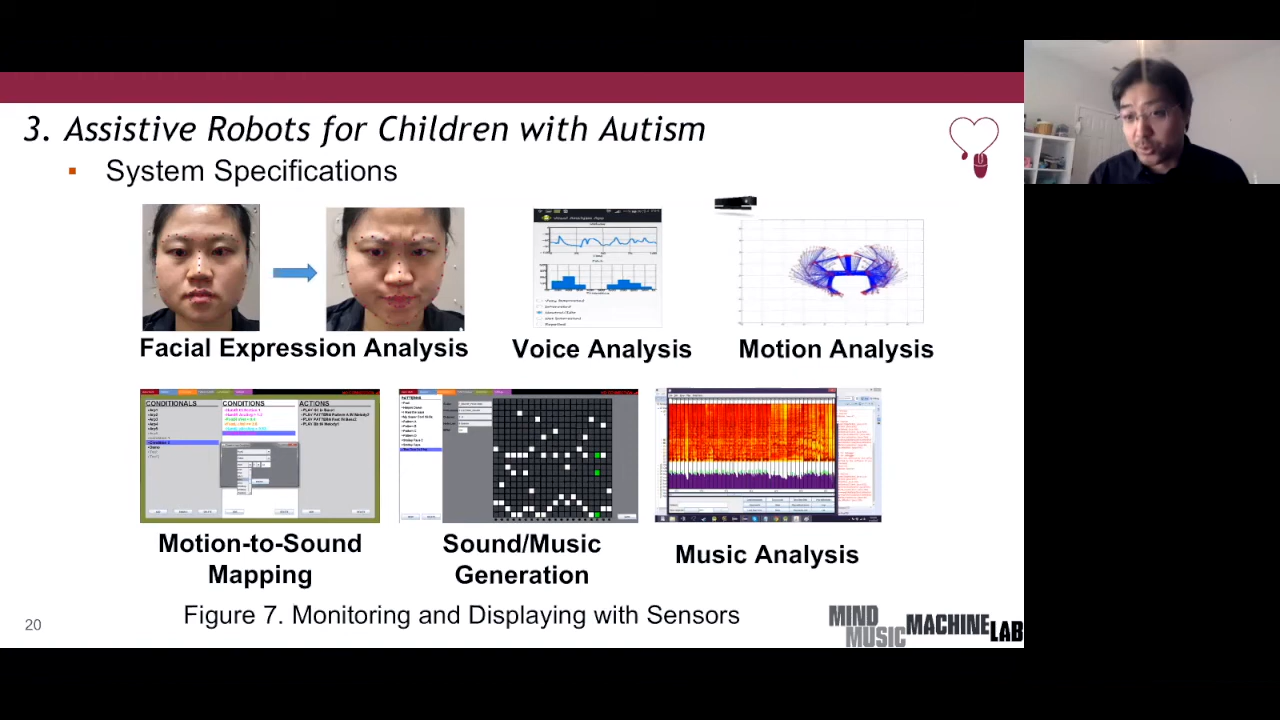 3. Assistive Robots for Children with Autism
▪ System Specifications
Facial Expression Analysis
Voice Analysis
Motion Analysis
CONDITIONALS
CONDITIONS
ACTIONS
Motion-to-Sound
Mapping
Sound/Music
Generation
Music Analysis
Figure 7. Monitoring and Displaying with Sensors
20
MIND
MUSIC MACHINE LAB